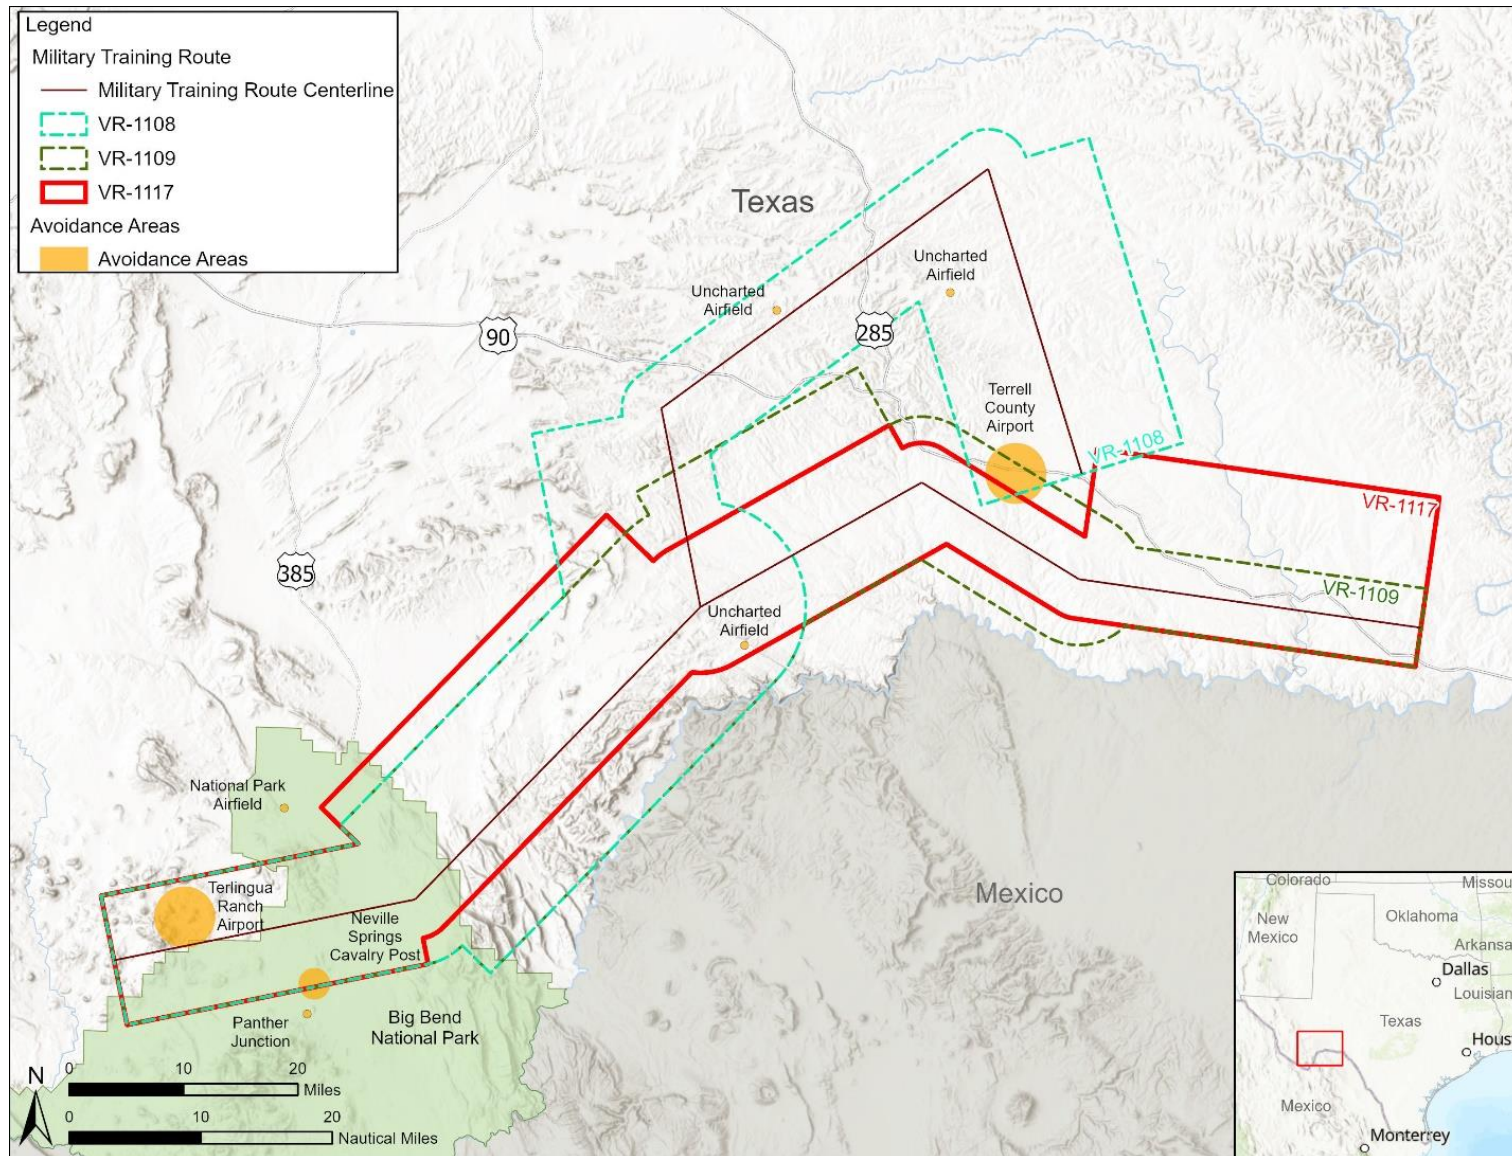 Legend
Military Training Route
Military Training Route Centerline
VR-1108
VR-1109
VR-1117
Avoidance Areas
Avoidance Areas
Texas
Uncharted
Airfield
Uncharted
Airfield
285
90
Terrell
County
Airport
VR-1108
VR-1117
385
VR-1109
Uncharted
Airfield
National Park
Airfield
Terlingua
Ranch
Airport
Neville
Springs
Cavalry Post
Mexico
Panther
Junction
Big Bend
National Park
N
0
10
20
Miles
0
10
20
Nautical Miles
Colorado
Missou
New
Mexico
Oklahoma
Arkansa
Dallas
Louisian
Texas
Houst
Mexico
Monterrey